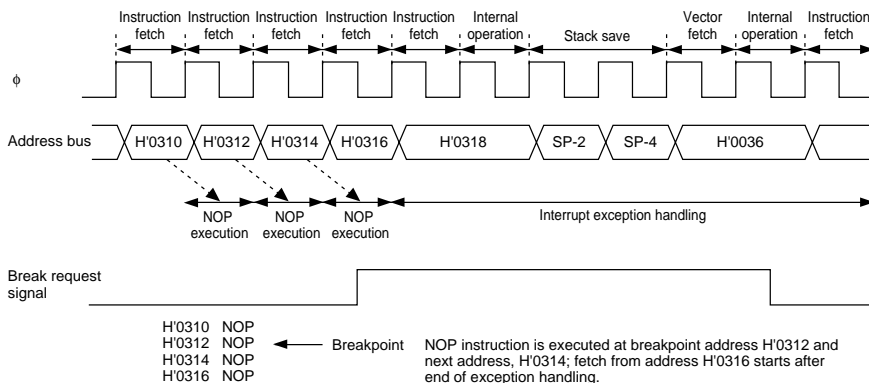 Instruction fetch
Instruction fetch
Instruction fetch
Instruction fetch
Instruction fetch
Internal operation
Stack save
Vector fetch
Internal operation
Instruction fetch
φ
Address bus
H'0310
H'0312
H'0314
H'0316
H'0318
SP-2
SP-4
H'0036
NOP execution
NOP execution
NOP execution
Interrupt exception handling
Break request
signal
H'0310 NOP
H'0312 NOP
H'0314 NOP
H'0316 NOP
Breakpoint
NOP instruction is executed at breakpoint address H'0312 and
next address, H'0314; fetch from address H'0316 starts after
end of exception handling.